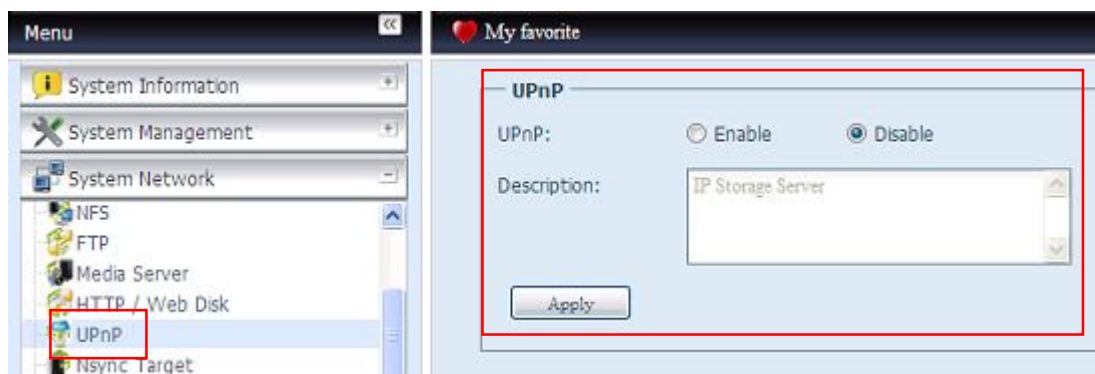 Menu
My favorite
System Information
System Management
System Network
NFS
FTP
Media Server
HTTP / Web Disk
UPnP
Nsync Target
UPnP
UPnP: Enable Disable
Description: IP Storage Server
Apply